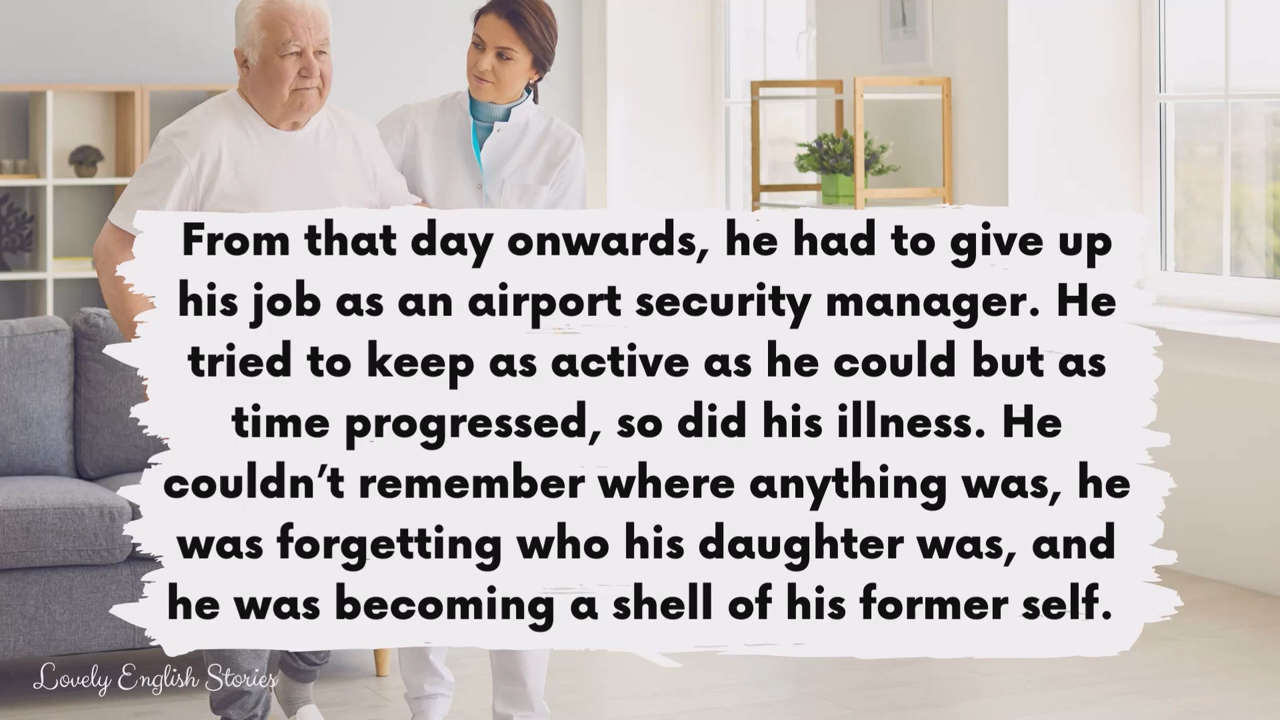 From that day onwards, he had to give up
his job as an airport security manager. He
tried to keep as active as he could but as
time progressed, so did his illness. He
couldn’t remember where anything was, he
was forgetting who his daughter was, and
he was becoming a shell of his former self.
Lovely English Stories